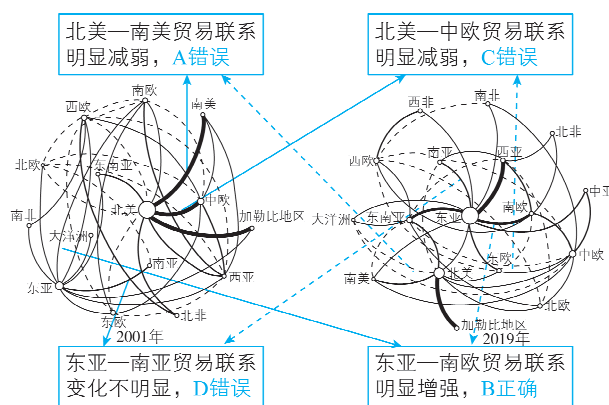 北美—南美贸易联系
明显减弱，A错误
北美—中欧贸易联系
明显减弱，C错误
南欧
西欧
南美
北欧
东南亚
北美
中欧
南非
大洋洲
加勒比地区
南亚
西亚
东亚
东欧
北非
2001年
南非
西非
北非
西欧
南亚
西亚
中亚
大洋洲
东南亚
东亚
南欧
中欧
南美
北美
东欧
北欧
加勒比地区
2019年
东亚—南亚贸易联系
变化不明显，D错误
东亚—南欧贸易联系
明显增强，B正确